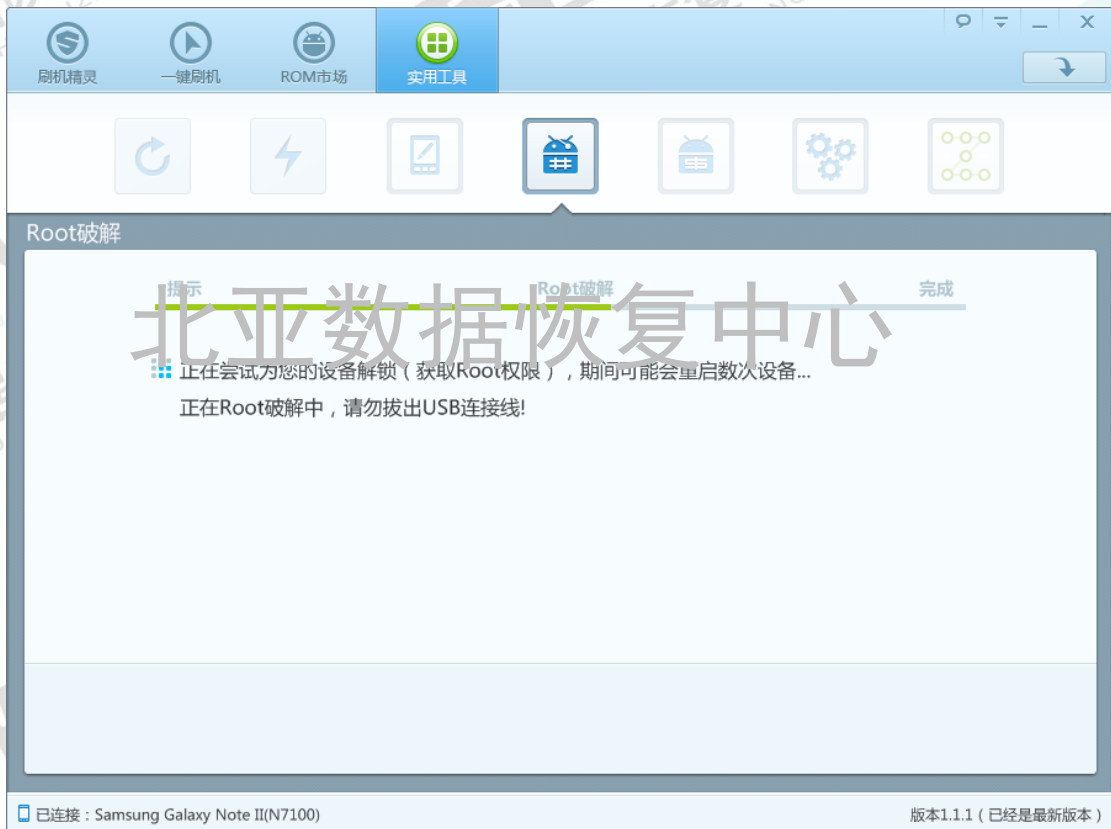 刷机精灵
一键刷机
ROM市场
实用工具
Root破解
提示
Root破解
完成
北亚数据恢复中心
正在尝试为您的设备解锁（获取Root权限），期间可能会重启数次设备...
正在Root破解中，请勿拔出USB连接线!
已连接：Samsung Galaxy Note II(N7100)
版本1.1.1（已经是最新版本）